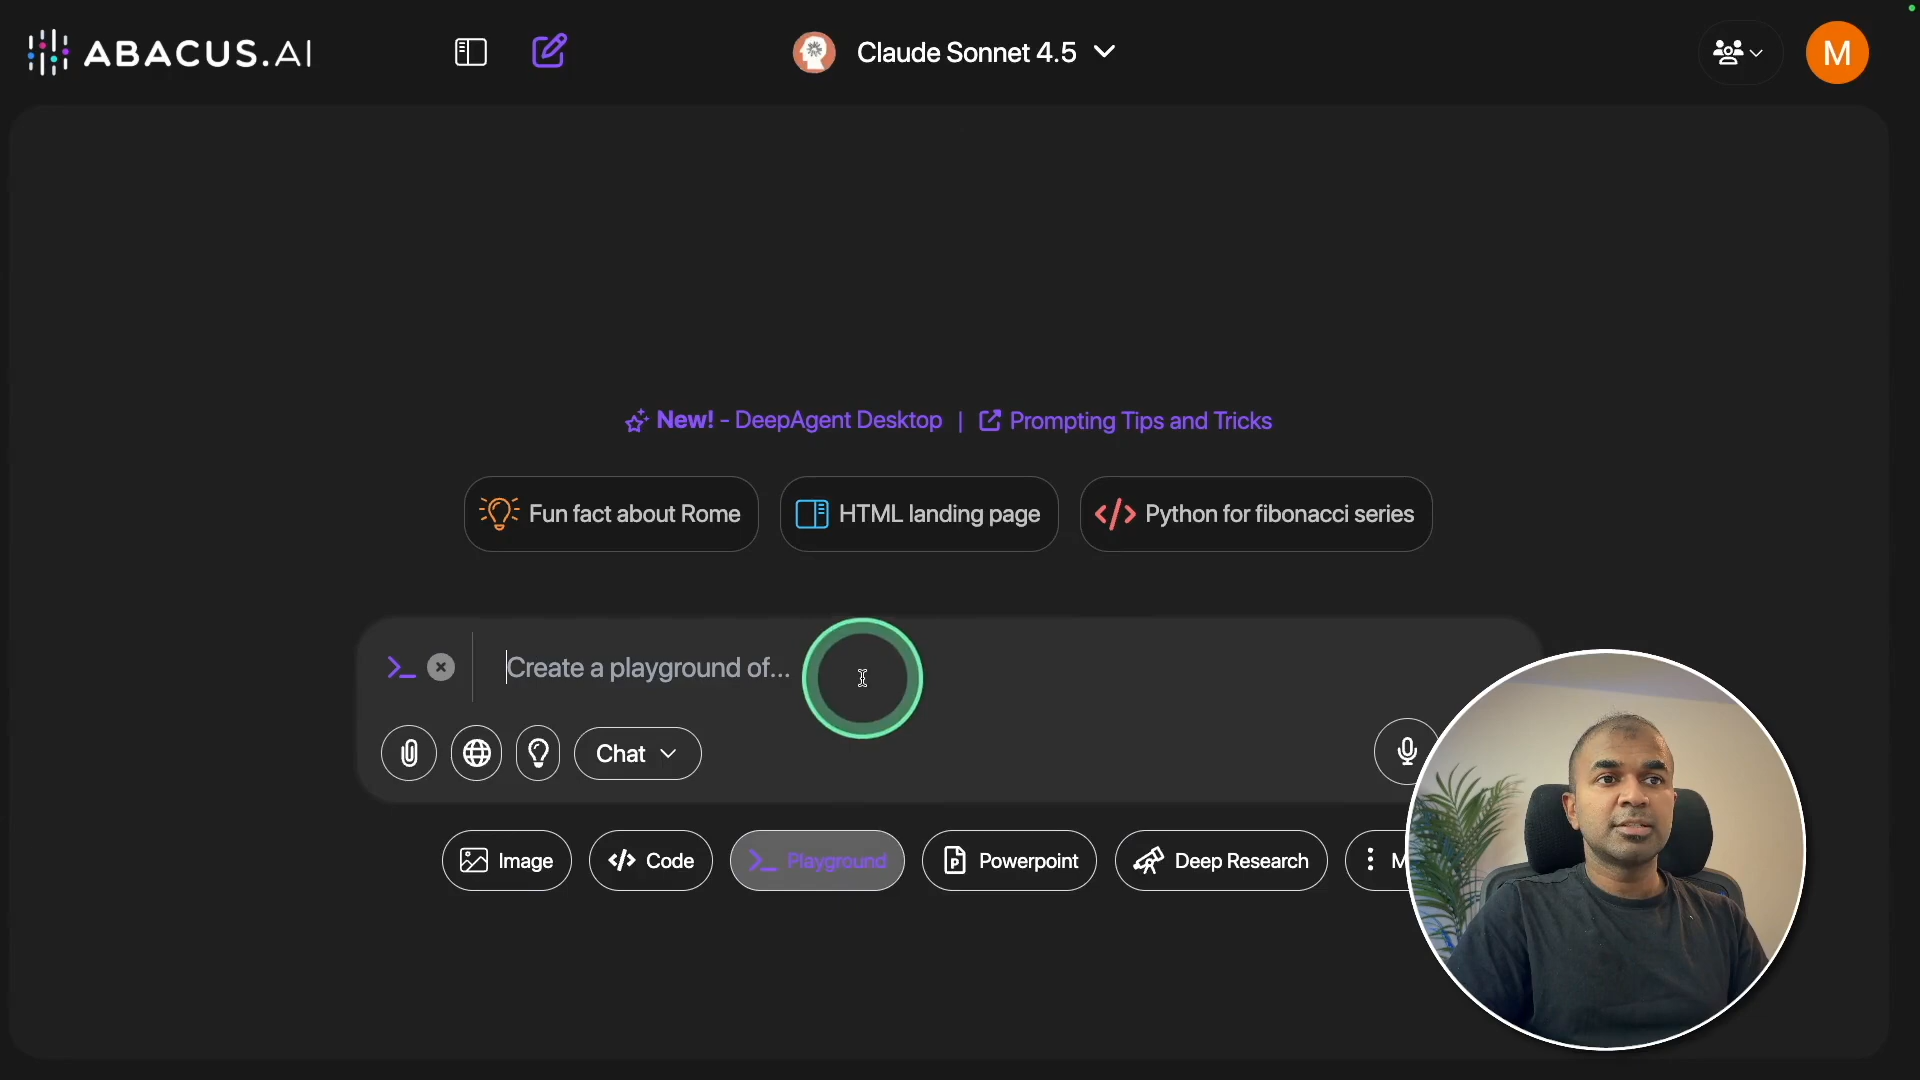 ABACUS.AI
Claude Sonnet 4.5
M
New! - DeepAgent Desktop | Prompting Tips and Tricks
Fun fact about Rome
HTML landing page
Python for fibonacci series
Create a playground of...
Chat
Image
Code
Playground
Powerpoint
Deep Research